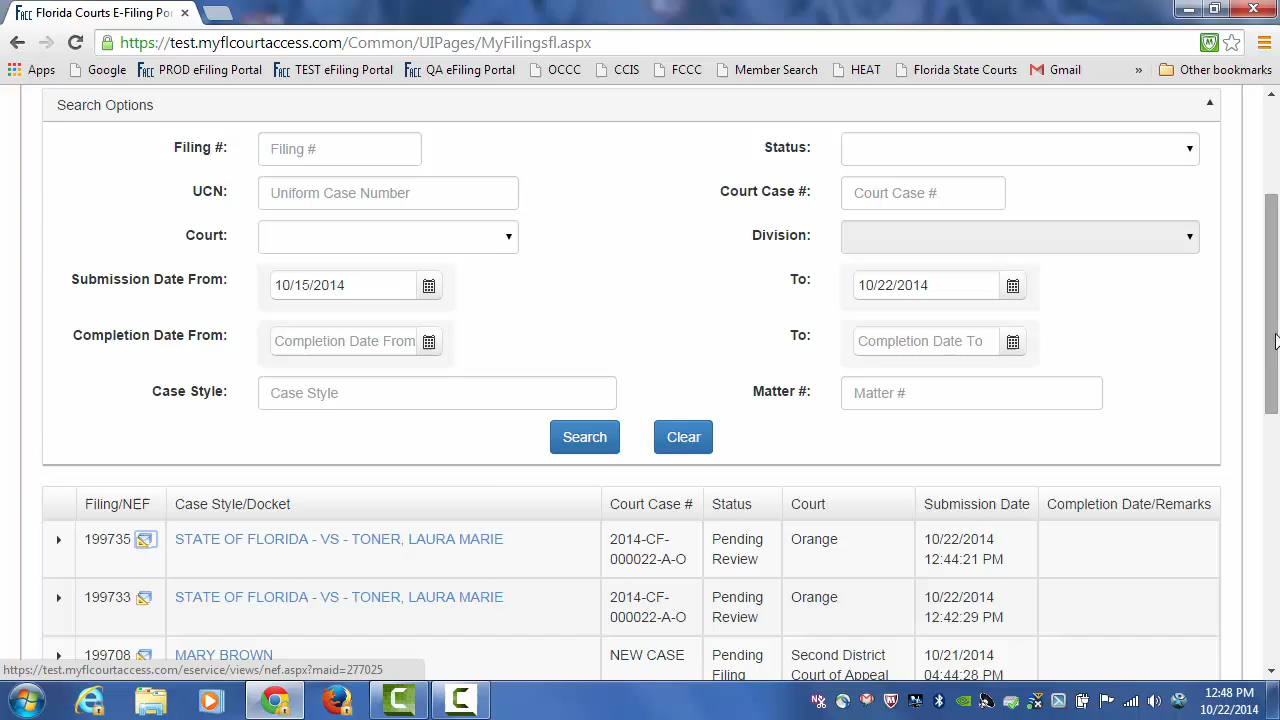 FACC Florida Courts E-Filing Po
https://test.myflcourtaccess.com/Common/UIPages/MyFilingsfl.aspx
Apps Google FACC PROD eFiling Portal FACC TEST eFiling Portal FACC QA eFiling Portal OCCC CCIS FCCC Member Search HEAT Florida State Courts Gmail » Other bookmarks
Search Options
Filing #: Filing # Status:
UCN: Uniform Case Number Court Case #: Court Case #
Court: Division:
Submission Date From: 10/15/2014 To: 10/22/2014
Completion Date From: Completion Date From To: Completion Date To
Case Style: Case Style Matter #: Matter #
Search Clear
Filing/NEF Case Style/Docket Court Case # Status Court Submission Date Completion Date/Remarks
199735 STATE OF FLORIDA - VS - TONER, LAURA MARIE 2014-CF- Pending Orange 10/22/2014
000022-A-O Review 12:44:21 PM
199733 STATE OF FLORIDA - VS - TONER, LAURA MARIE 2014-CF- Pending Orange 10/22/2014
000022-A-O Review 12:42:29 PM
199708 MARY BROWN NEW CASE Pending Second District 10/21/2014
Filing Court of Appeal 04:44:28 PM
https://test.myflcourtaccess.com/eservice/views/nef.aspx?maid=277025
12:48 PM
10/22/2014